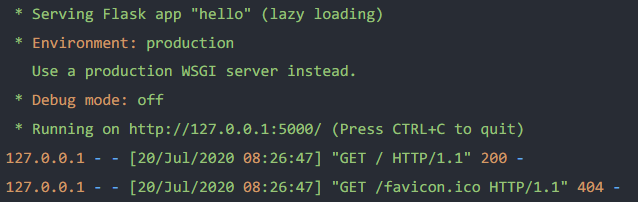 * Serving Flask app "hello" (lazy loading)
* Environment: production
Use a production WSGI server instead.
* Debug mode: off
* Running on http://127.0.0.1:5000/ (Press CTRL+C to quit)
127.0.0.1 - - [20/Jul/2020 08:26:47] "GET / HTTP/1.1" 200 -
127.0.0.1 - - [20/Jul/2020 08:26:47] "GET /favicon.ico HTTP/1.1" 404 -